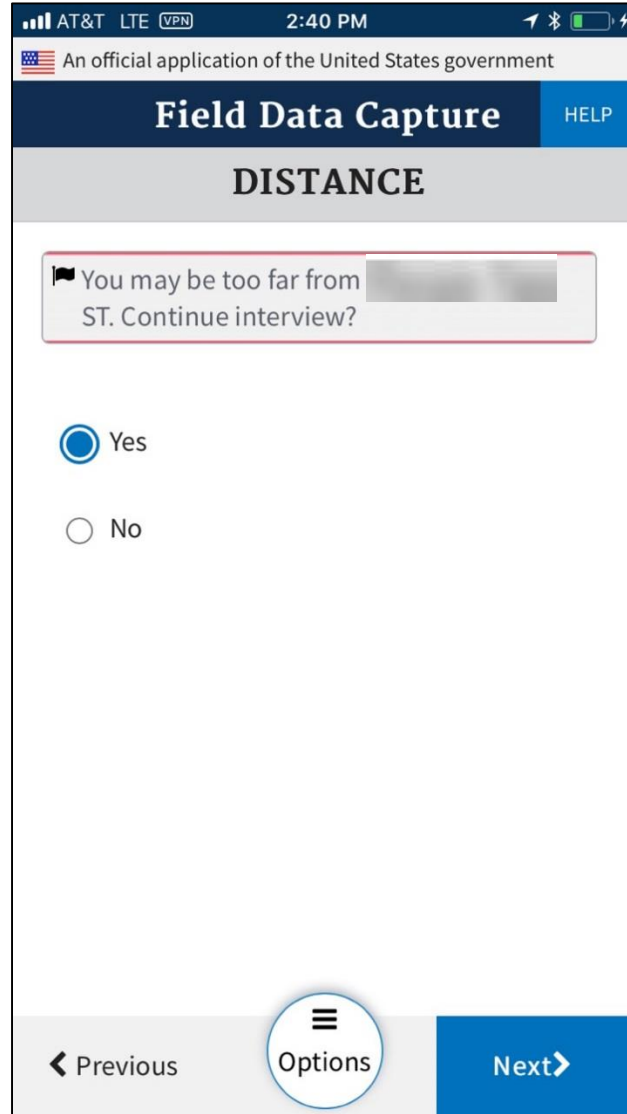 AT&T LTE VPN 2:40 PM
An official application of the United States government
Field Data Capture HELP
DISTANCE
You may be too far from
ST. Continue interview?
Yes
No
Previous Options Next